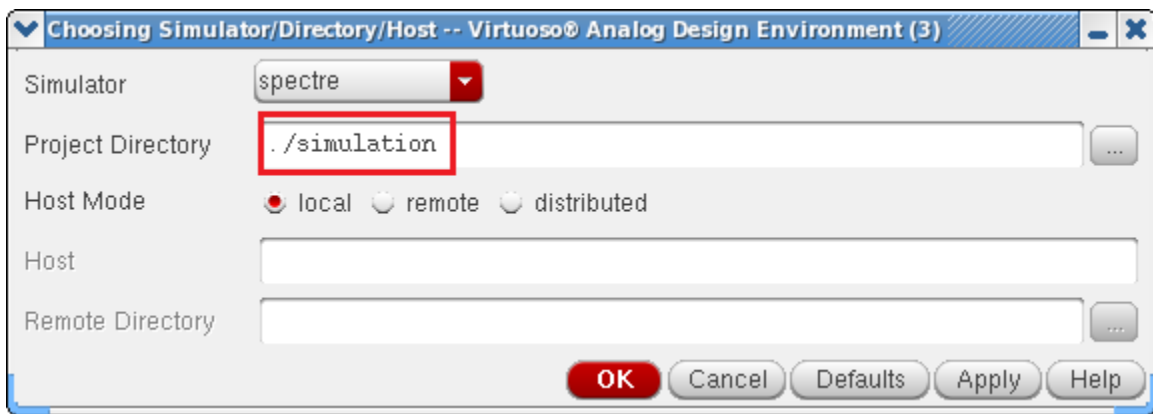 Choosing Simulator/Directory/Host -- Virtuoso® Analog Design Environment (3)
Simulator spectre
Project Directory ./simulation ...
Host Mode local remote distributed
Host
Remote Directory ...
OK Cancel Defaults Apply Help